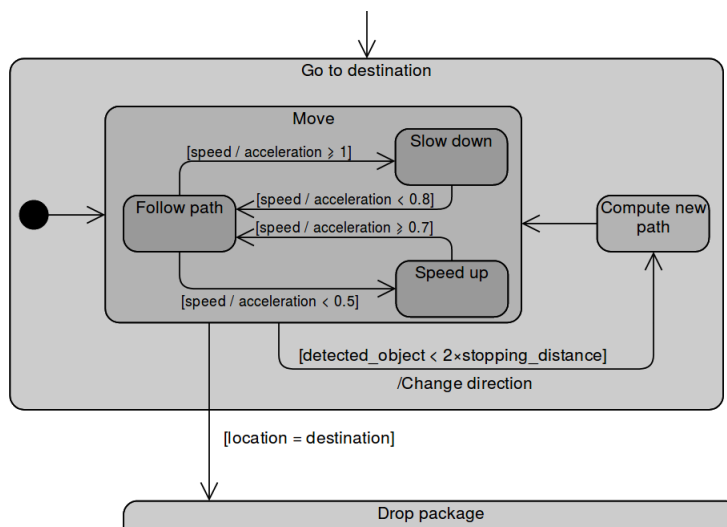 Go to destination
Move
Slow down
[speed / acceleration ⩾ 1]
[speed / acceleration < 0.8]
Follow path
Compute new
path
[speed / acceleration ⩾ 0.7]
Speed up
[speed / acceleration < 0.5]
[detected_object < 2×stopping_distance]
/Change direction
[location = destination]
Drop package